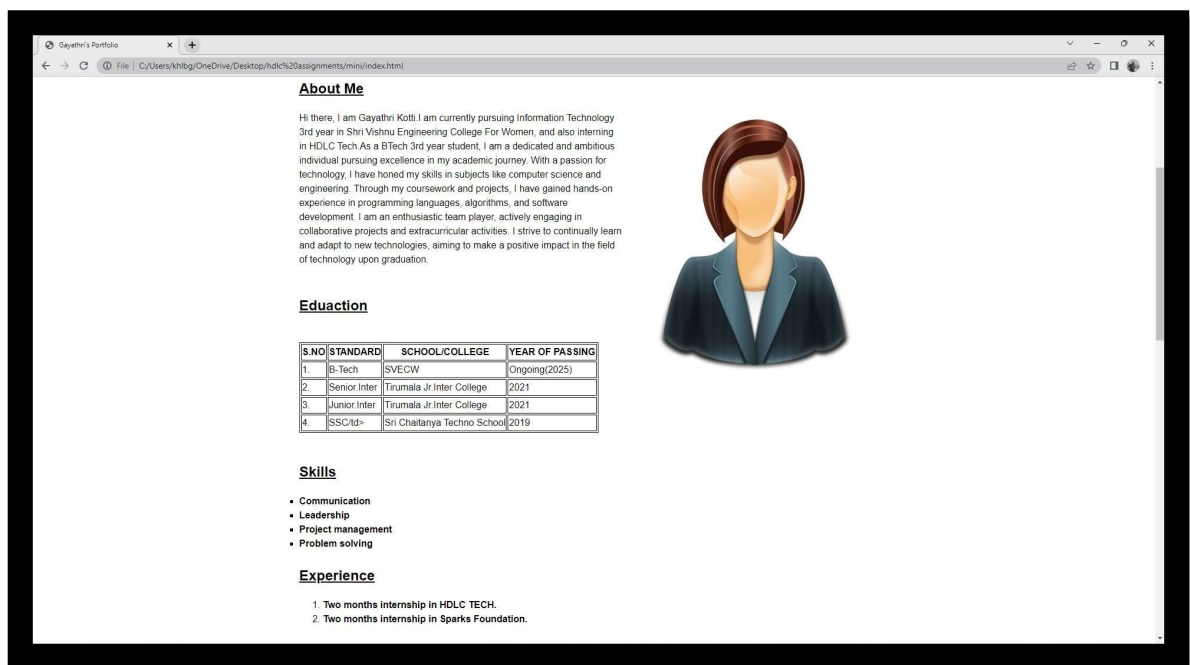 Gayathri's Portfolio
File | C:/Users/khlbg/OneDrive/Desktop/hdlc%20assignments/mini/index.html
About Me
Hi there, I am Gayathri Kotti.I am currently pursuing Information Technology
3rd year in Shri Vishnu Engineering College For Women, and also interning
in HDLC Tech.As a BTech 3rd year student, I am a dedicated and ambitious
individual pursuing excellence in my academic journey. With a passion for
technology, I have honed my skills in subjects like computer science and
engineering. Through my coursework and projects, I have gained hands-on
experience in programming languages, algorithms, and software
development. I am an enthusiastic team player, actively engaging in
collaborative projects and extracurricular activities. I strive to continually learn
and adapt to new technologies, aiming to make a positive impact in the field
of technology upon graduation.
Eduaction
S.NO STANDARD SCHOOL/COLLEGE YEAR OF PASSING
1. B-Tech SVECW Ongoing(2025)
2. Senior.Inter Tirumala Jr.Inter College 2021
3. Junior.Inter Tirumala Jr.Inter College 2021
4. SSC/td> Sri Chaitanya Techno School 2019
Skills
Communication
Leadership
Project management
Problem solving
Experience
1. Two months internship in HDLC TECH.
2. Two months internship in Sparks Foundation.